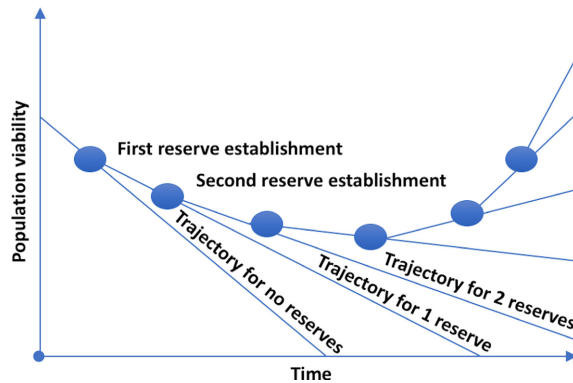 Population viability
First reserve establishment
Second reserve establishment
Trajectory for no reserves
Trajectory for 1 reserve
Trajectory for 2 reserves
Time